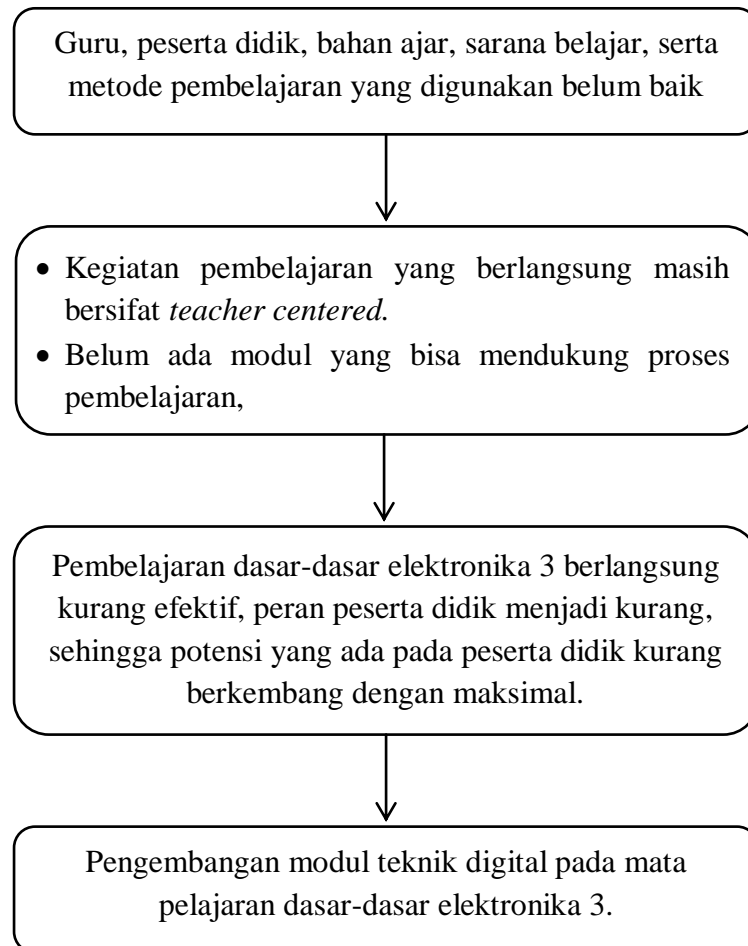 Guru, peserta didik, bahan ajar, sarana belajar, serta
metode pembelajaran yang digunakan belum baik
• Kegiatan pembelajaran yang berlangsung masih
bersifat teacher centered.
• Belum ada modul yang bisa mendukung proses
pembelajaran,
Pembelajaran dasar-dasar elektronika 3 berlangsung
kurang efektif, peran peserta didik menjadi kurang,
sehingga potensi yang ada pada peserta didik kurang
berkembang dengan maksimal.
Pengembangan modul teknik digital pada mata
pelajaran dasar-dasar elektronika 3.